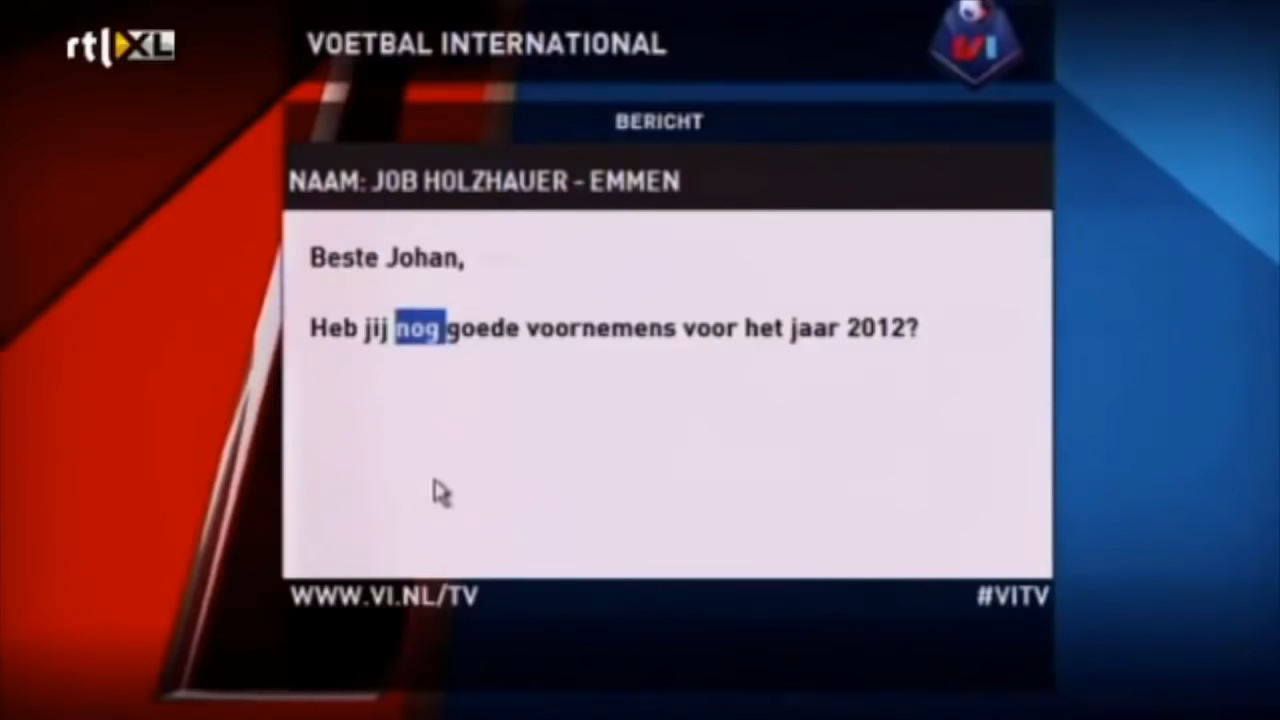 rtl XL
VOETBAL INTERNATIONAL
VI
BERICHT
NAAM: JOB HOLZHAUER - EMMEN
Beste Johan,
Heb jij nog goede voornemens voor het jaar 2012?
WWW.VI.NL/TV
#VITV